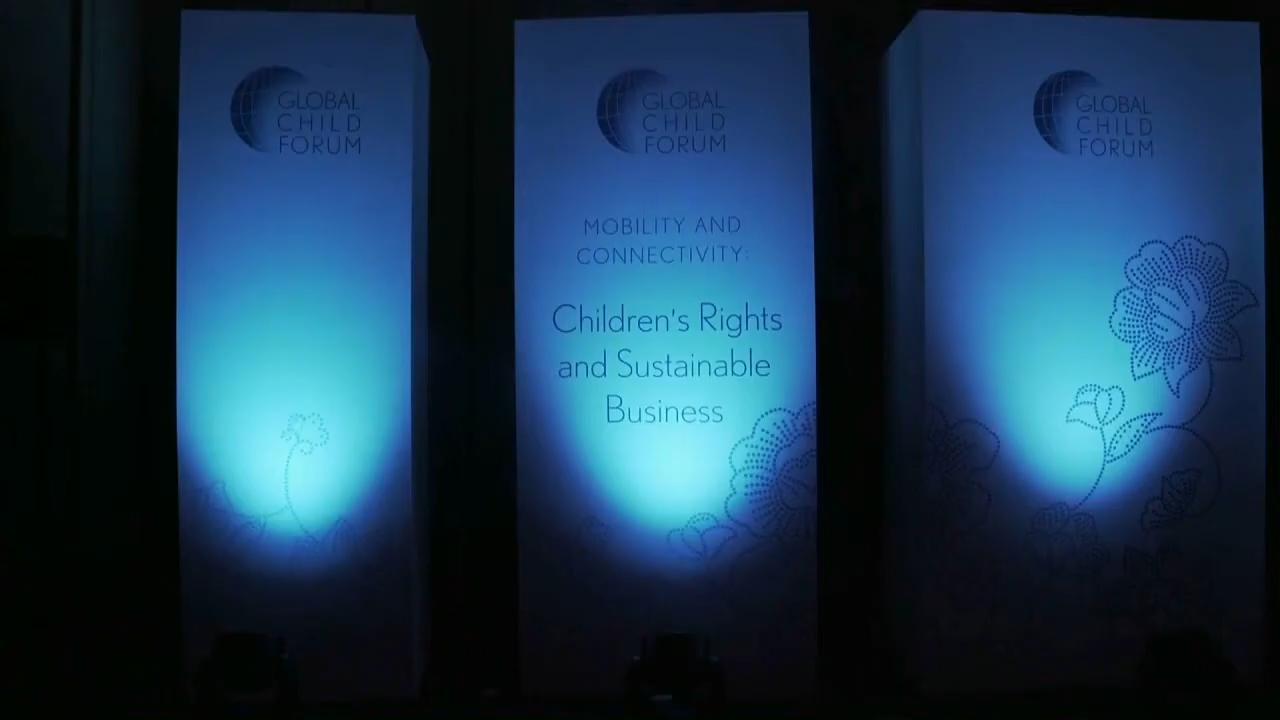 GLOBAL
CHILD
FORUM
GLOBAL
CHILD
FORUM
MOBILITY AND
CONNECTIVITY:
Children's Rights
and Sustainable
Business
GLOBAL
CHILD
FORUM